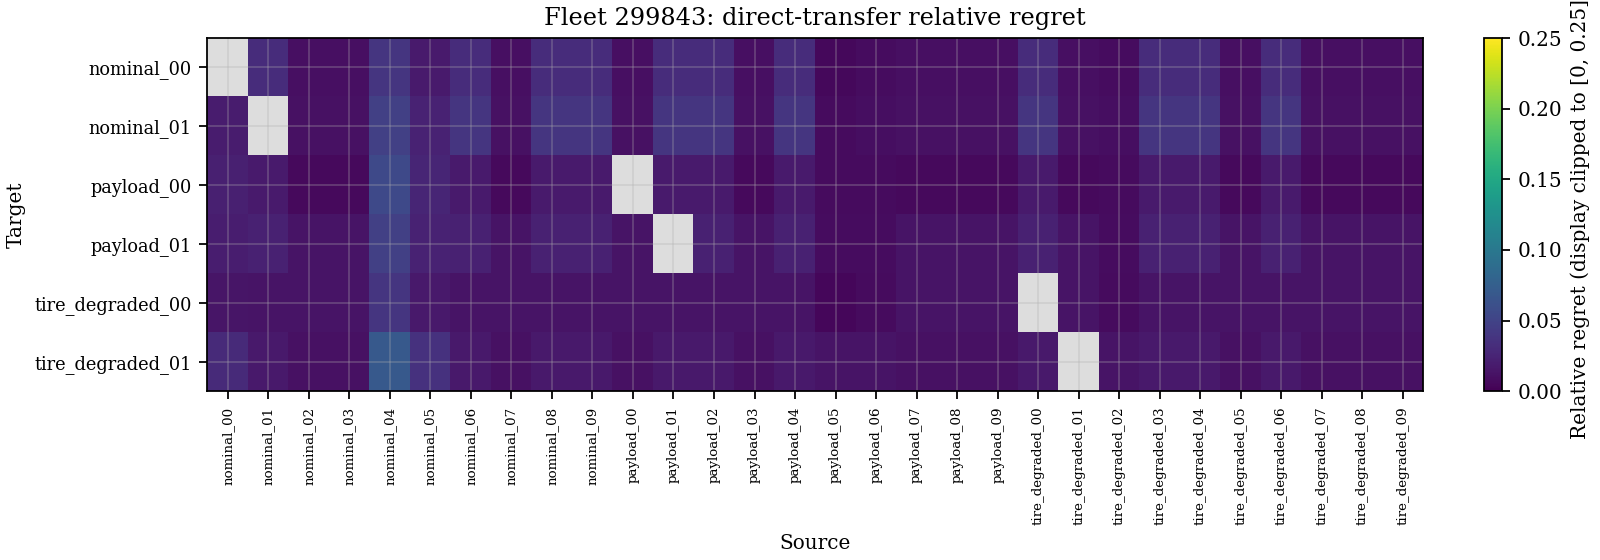 Fleet 299843: direct-transfer relative regret
Target
nominal_00
nominal_01
payload_00
payload_01
tire_degraded_00
tire_degraded_01
nominal_00
nominal_01
nominal_02
nominal_03
nominal_04
nominal_05
nominal_06
nominal_07
nominal_08
nominal_09
payload_00
payload_01
payload_02
payload_03
payload_04
payload_05
payload_06
payload_07
payload_08
payload_09
tire_degraded_00
tire_degraded_01
tire_degraded_02
tire_degraded_03
tire_degraded_04
tire_degraded_05
tire_degraded_06
tire_degraded_07
tire_degraded_08
tire_degraded_09
Source
0.25
0.20
0.15
0.10
0.05
0.00
Relative regret (display clipped to [0, 0.25]